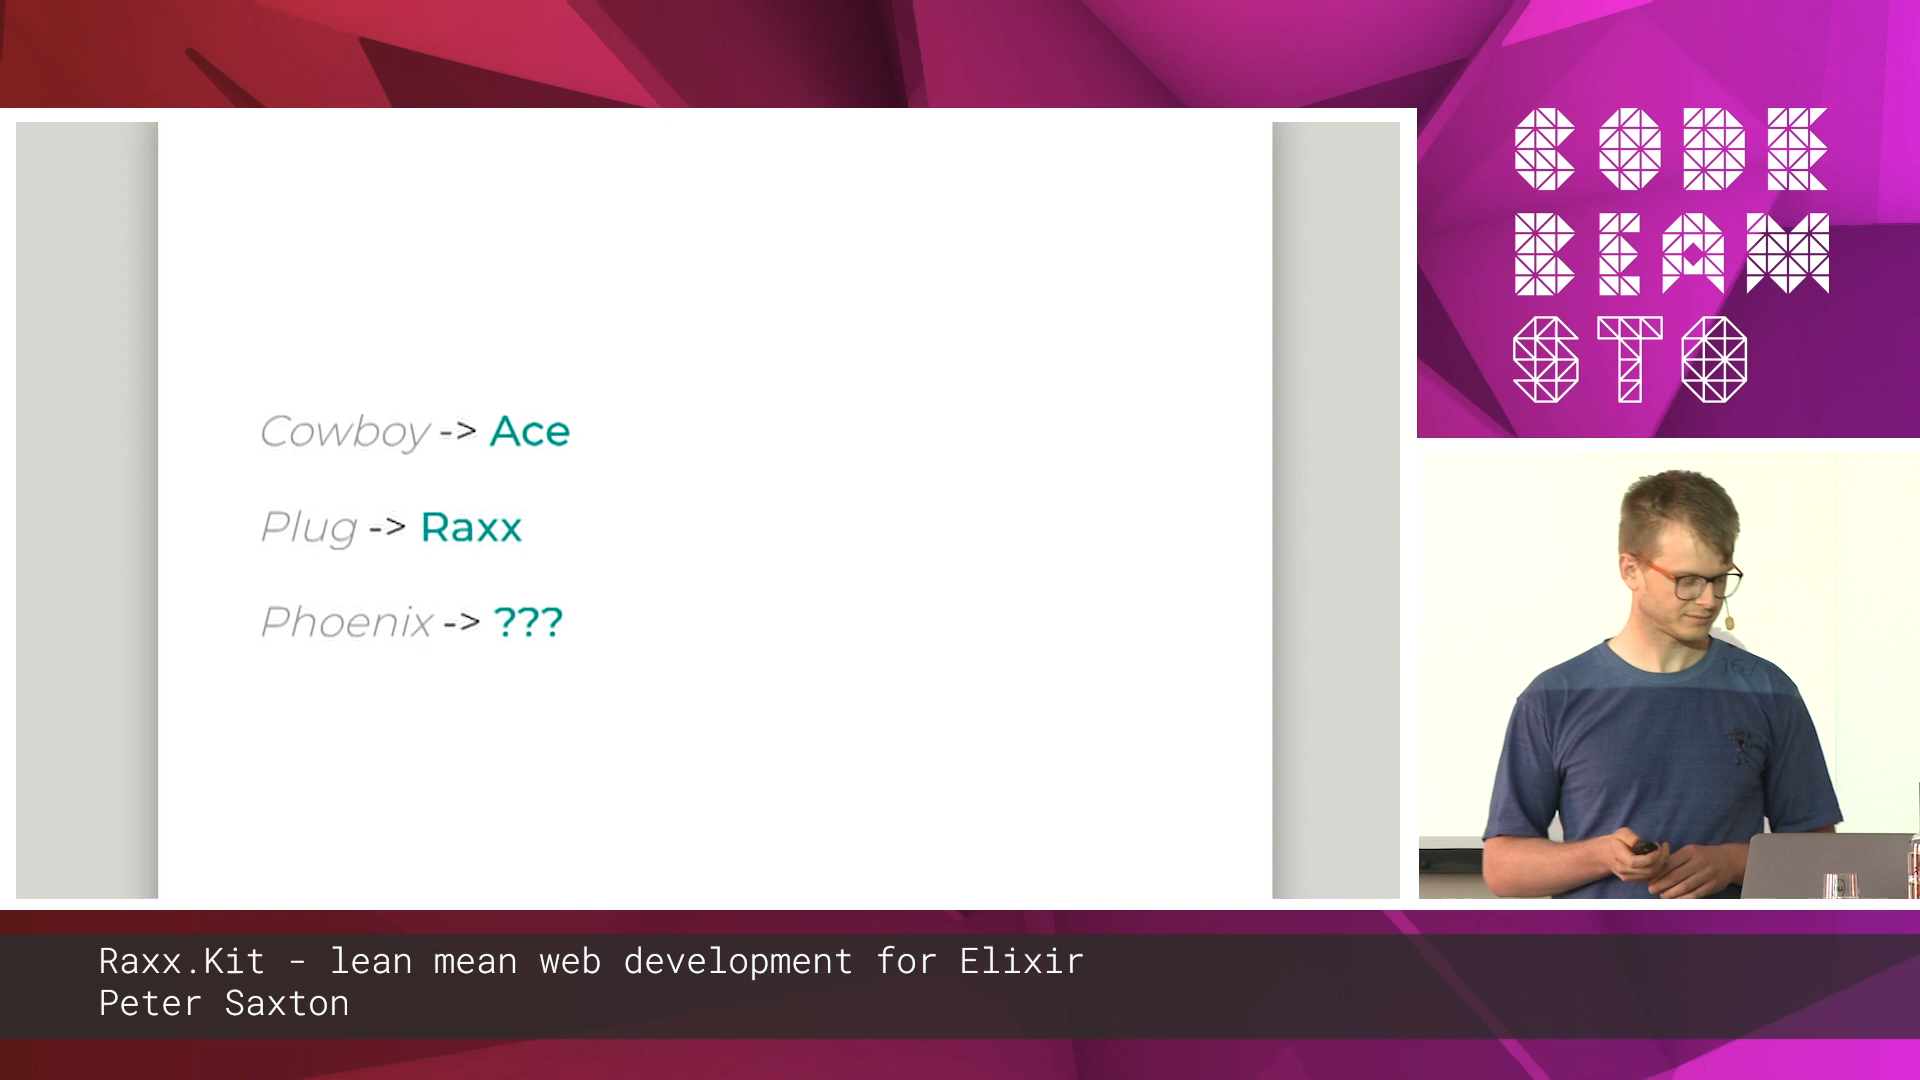 Cowboy -> Ace
Plug -> Raxx
Phoenix -> ???
CODE
BEAM
STO
Raxx.Kit - lean mean web development for Elixir
Peter Saxton